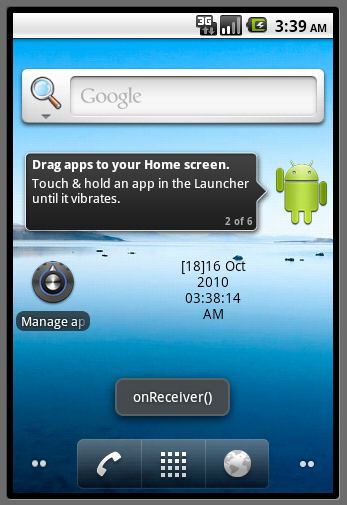 3G 3:39 AM
Google
Drag apps to your Home screen.
Touch & hold an app in the Launcher
until it vibrates.
2 of 6
[18]16 Oct
2010
03:38:14
AM
Manage ap
onReceiver()